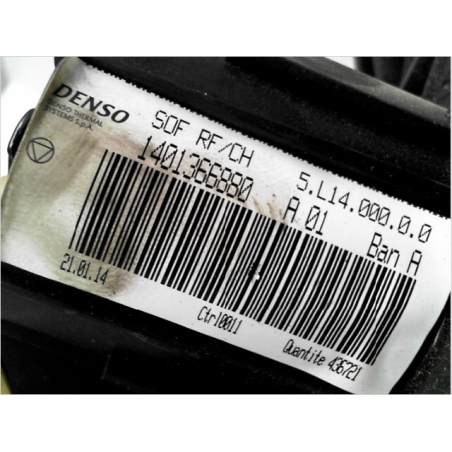 DENSO
DENSO THERMAL
SYSTEMS S.p.A.
SOF RF/CH
5.L14.000.0.0
1401366880
A 01
Ban A
21.01.14
Ctrl0011
Quantite 436721